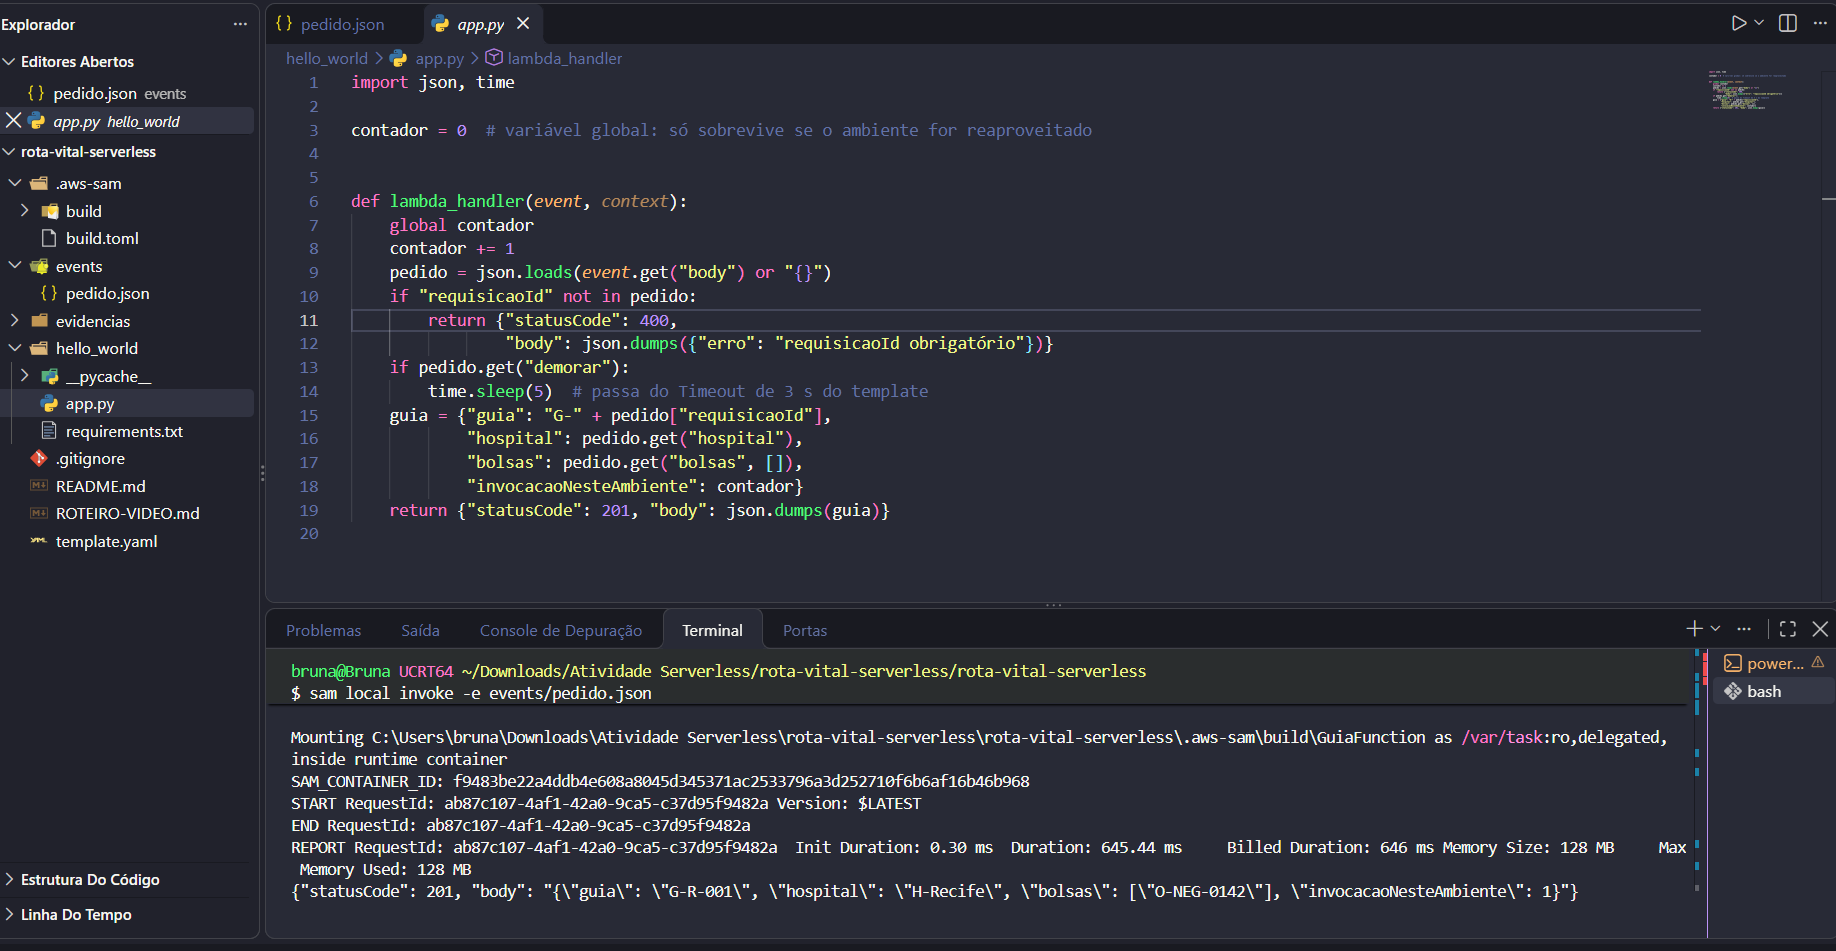 Explorador
Editores Abertos
pedido.json events
app.py hello_world
rota-vital-serverless
.aws-sam
build
build.toml
events
pedido.json
evidencias
hello_world
__pycache__
app.py
requirements.txt
.gitignore
README.md
ROTEIRO-VIDEO.md
template.yaml
Estrutura Do Código
Linha Do Tempo
pedido.json
app.py
hello_world > app.py > lambda_handler
1 import json, time
2
3 contador = 0  # variável global: só sobrevive se o ambiente for reaproveitado
4
5
6 def lambda_handler(event, context):
7     global contador
8     contador += 1
9     pedido = json.loads(event.get("body") or "{}")
10     if "requisicaoId" not in pedido:
11         return {"statusCode": 400,
12                 "body": json.dumps({"erro": "requisicaoId obrigatório"})}
13     if pedido.get("demorar"):
14         time.sleep(5)  # passa do Timeout de 3 s do template
15     guia = {"guia": "G-" + pedido["requisicaoId"],
16             "hospital": pedido.get("hospital"),
17             "bolsas": pedido.get("bolsas", []),
18             "invocacaoNesteAmbiente": contador}
19     return {"statusCode": 201, "body": json.dumps(guia)}
20
Problemas Saída Console de Depuração Terminal Portas
power...
bash
bruna@Bruna UCRT64 ~/Downloads/Atividade Serverless/rota-vital-serverless/rota-vital-serverless
$ sam local invoke -e events/pedido.json
Mounting C:\Users\bruna\Downloads\Atividade Serverless\rota-vital-serverless\rota-vital-serverless\.aws-sam\build\GuiaFunction as /var/task:ro,delegated,
inside runtime container
SAM_CONTAINER_ID: f9483be22a4ddb4e608a8045d345371ac2533796a3d252710f6b6af16b46b968
START RequestId: ab87c107-4af1-42a0-9ca5-c37d95f9482a Version: $LATEST
END RequestId: ab87c107-4af1-42a0-9ca5-c37d95f9482a
REPORT RequestId: ab87c107-4af1-42a0-9ca5-c37d95f9482a  Init Duration: 0.30 ms  Duration: 645.44 ms     Billed Duration: 646 ms Memory Size: 128 MB     Max
Memory Used: 128 MB
{"statusCode": 201, "body": "{\"guia\": \"G-R-001\", \"hospital\": \"H-Recife\", \"bolsas\": [\"O-NEG-0142\"], \"invocacaoNesteAmbiente\": 1}"}